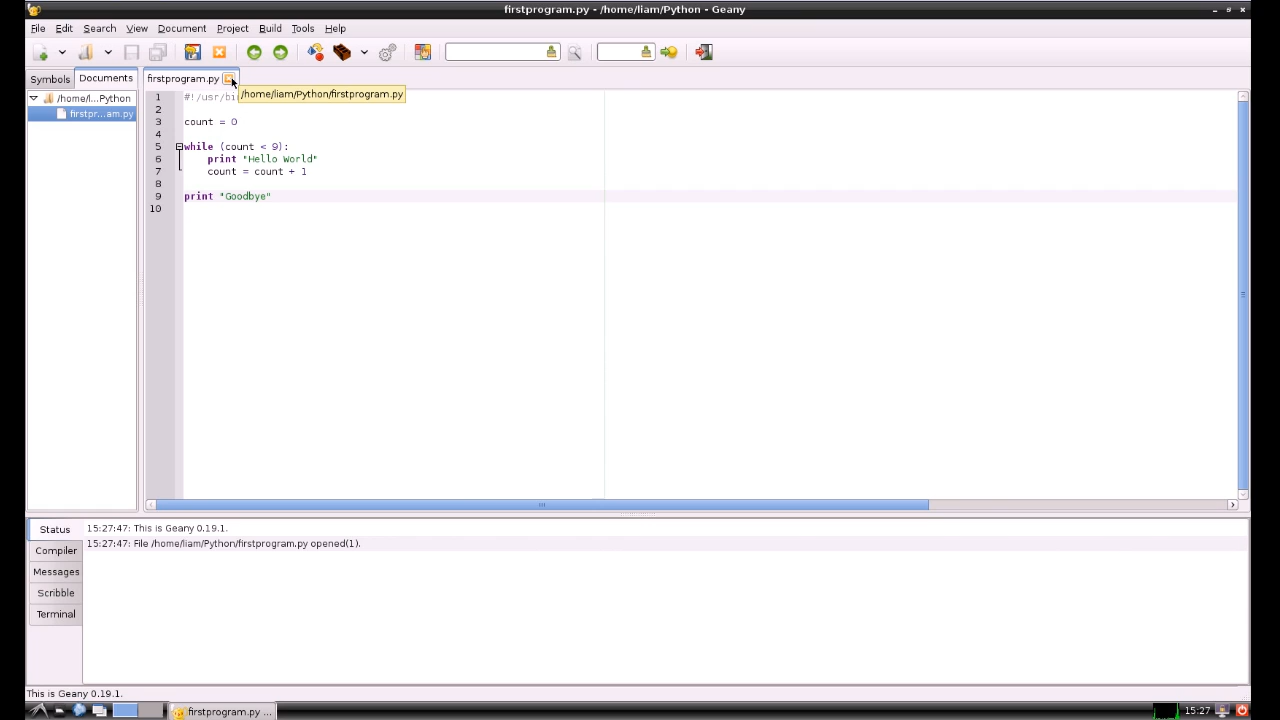 firstprogram.py - /home/liam/Python - Geany
File Edit Search View Document Project Build Tools Help
Symbols Documents firstprogram.py
/home/l...Python
firstpr...am.py
/home/liam/Python/firstprogram.py
1 #!/usr/bi
2
3 count = 0
4
5 while (count < 9):
6 print "Hello World"
7 count = count + 1
8
9 print "Goodbye"
10
Status 15:27:47: This is Geany 0.19.1.
15:27:47: File /home/liam/Python/firstprogram.py opened(1).
Compiler
Messages
Scribble
Terminal
This is Geany 0.19.1.
firstprogram.py ... 15:27